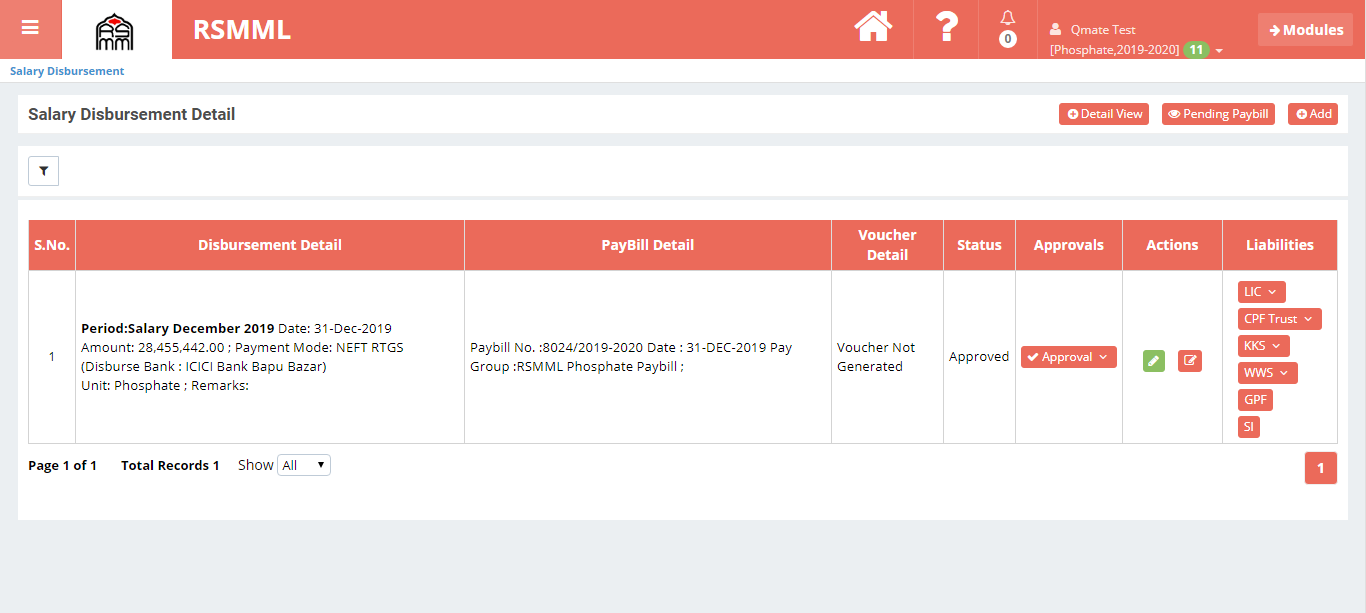 RSMM
RSMML
?
0
Qmate Test
[Phosphate,2019-2020] 11
Modules
Salary Disbursement
Salary Disbursement Detail
Detail View
Pending Paybill
Add
S.No.
Disbursement Detail
PayBill Detail
Voucher
Detail
Status
Approvals
Actions
Liabilities
1
Period:Salary December 2019 Date: 31-Dec-2019
Amount: 28,455,442.00 ; Payment Mode: NEFT RTGS
(Disburse Bank : ICICI Bank Bapu Bazar)
Unit: Phosphate ; Remarks:
Paybill No. :8024/2019-2020 Date : 31-DEC-2019 Pay
Group :RSMML Phosphate Paybill ;
Voucher Not
Generated
Approved
Approval
LIC
CPF Trust
KKS
WWS
GPF
SI
Page 1 of 1 Total Records 1 Show All
1